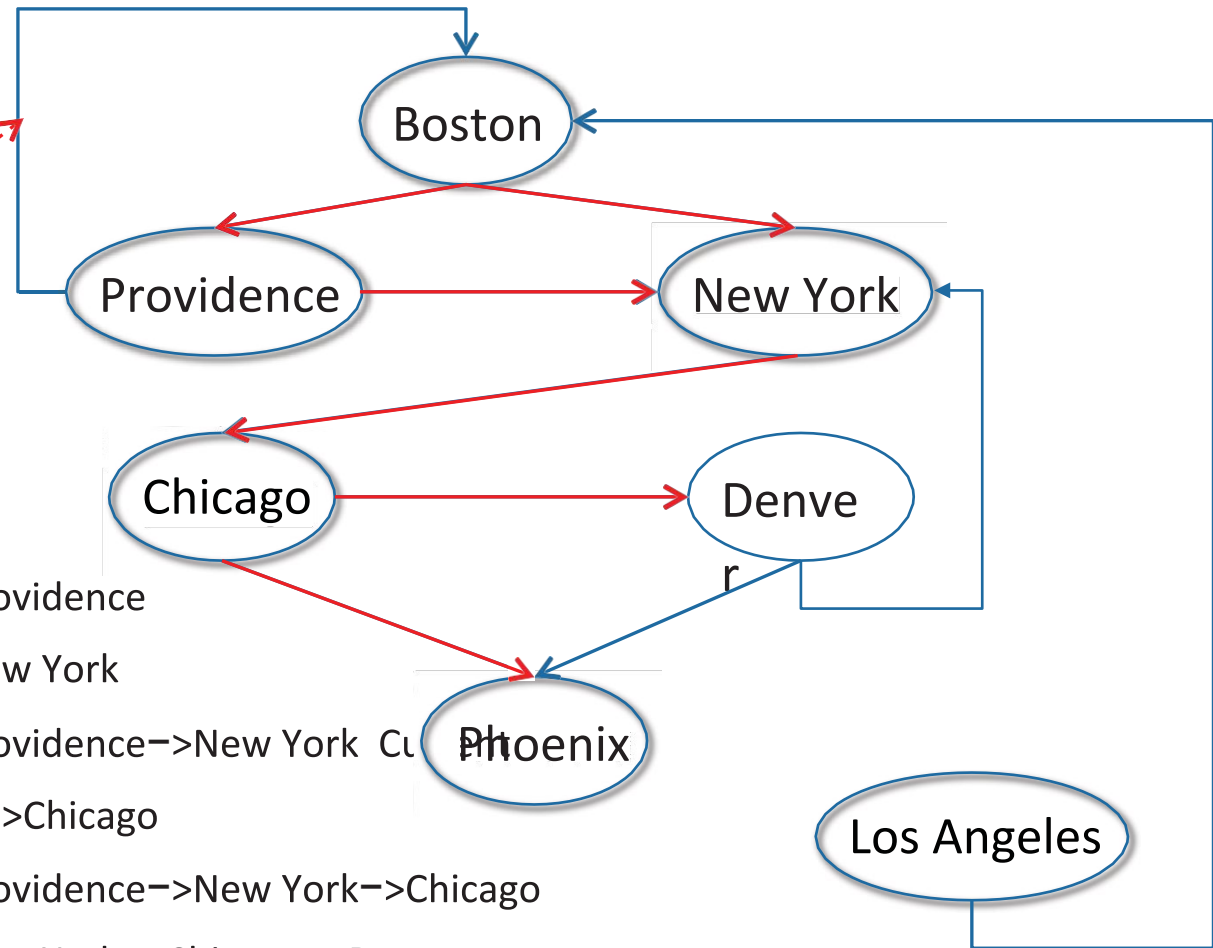 Boston
Providence
New York
Chicago
Denve
r
ovidence
w York
ovidence−>New York Cu
Phoenix
>Chicago
Los Angeles
ovidence−>New York−>Chicago